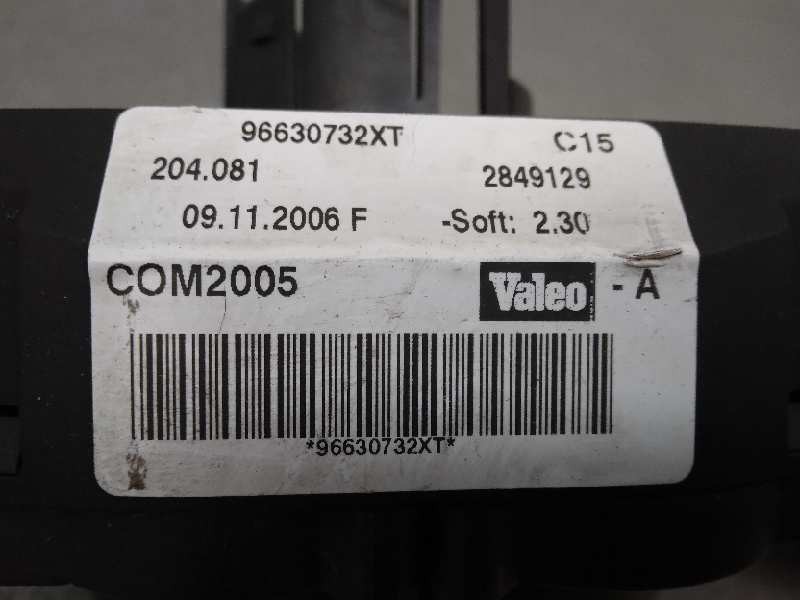 96630732XT C15
204.081 2849129
09.11.2006 F -Soft: 2.30
COM2005 Valeo - A
*96630732XT*